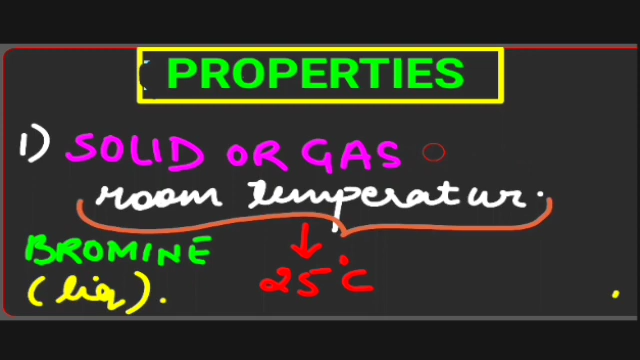 PROPERTIES
1) SOLID OR GAS
room temperatur.
BROMINE
25°C
(liq).